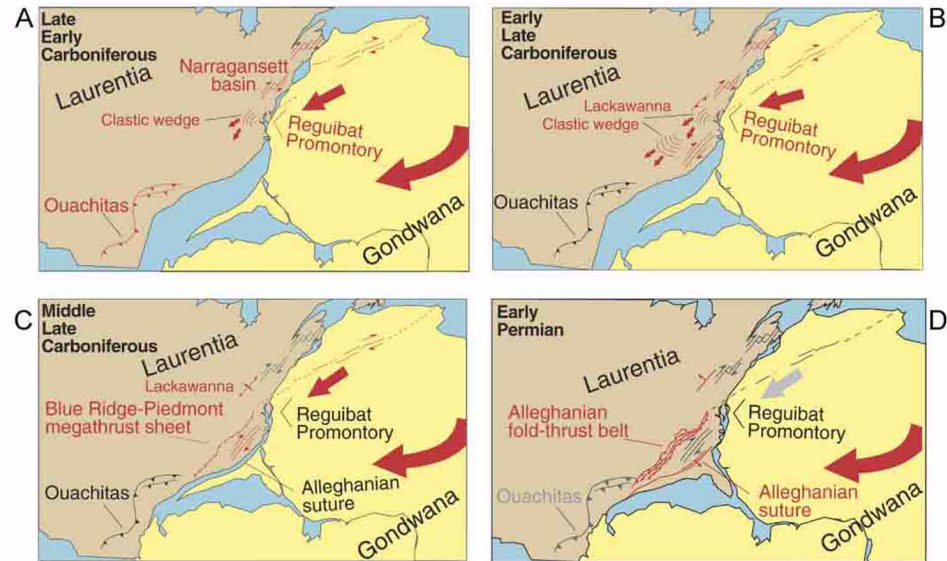 A
Late
Early
Carboniferous
Laurentia
Narragansett
basin
Clastic wedge
Reguibat
Promontory
Ouachitas
Gondwana
B
Early
Late
Carboniferous
Laurentia
Lackawanna
Clastic wedge
Reguibat
Promontory
Ouachitas
Gondwana
C
Middle
Late
Carboniferous
Laurentia
Lackawanna
Blue Ridge-Piedmont
megathrust sheet
Reguibat
Promontory
Ouachitas
Alleghanian
suture
Gondwana
D
Early
Permian
Laurentia
Alleghanian
fold-thrust belt
Reguibat
Promontory
Ouachitas
Alleghanian
suture
Gondwana